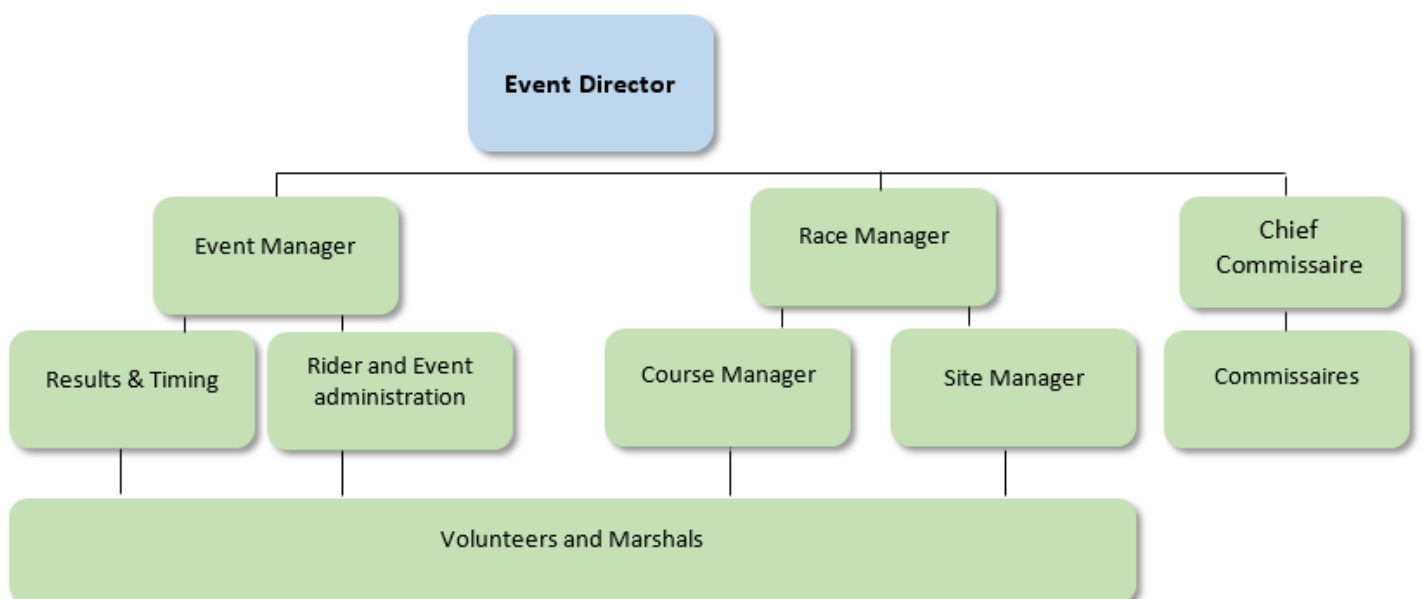 Event Director
Event Manager
Race Manager
Chief
Commissaire
Results & Timing
Rider and Event
administration
Course Manager
Site Manager
Commissaires
Volunteers and Marshals